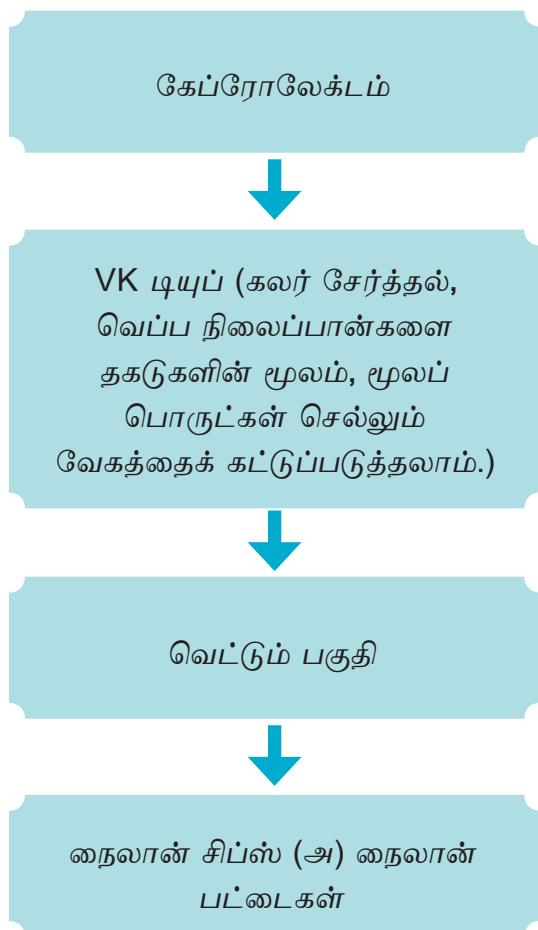 கேப்ரோலேக்டம்
VK டியுப் (கலர் சேர்த்தல்,
வெப்ப நிலைப்பான்களை
தகடுகளின் மூலம், மூலப்
பொருட்கள் செல்லும்
வேகத்தைக் கட்டுப்படுத்தலாம்.)
வெட்டும் பகுதி
நைலான் சிப்ஸ் (அ) நைலான்
பட்டைகள்